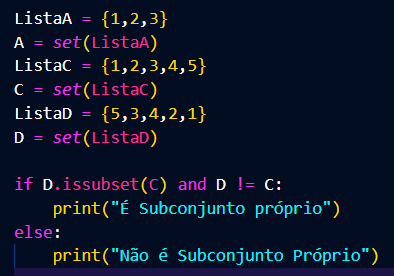 ListaA = {1,2,3}
A = set(ListaA)
ListaC = {1,2,3,4,5}
C = set(ListaC)
ListaD = {5,3,4,2,1}
D = set(ListaD)
if D.issubset(C) and D != C:
    print("É Subconjunto próprio")
else:
    print("Não é Subconjunto Próprio")